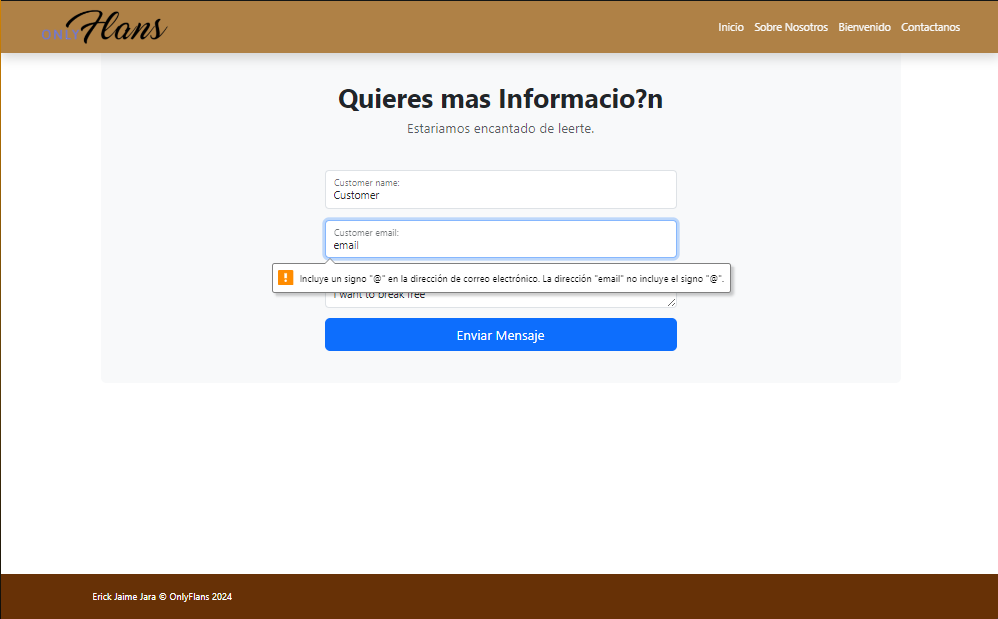 ONLY Flans
Inicio Sobre Nosotros Bienvenido Contactanos
Quieres mas Informacio?n
Estariamos encantado de leerte.
Customer name:
Customer
Customer email:
email
Incluye un signo "@" en la dirección de correo electrónico. La dirección "email" no incluye el signo "@".
I want to break free
Enviar Mensaje
Erick Jaime Jara © OnlyFlans 2024